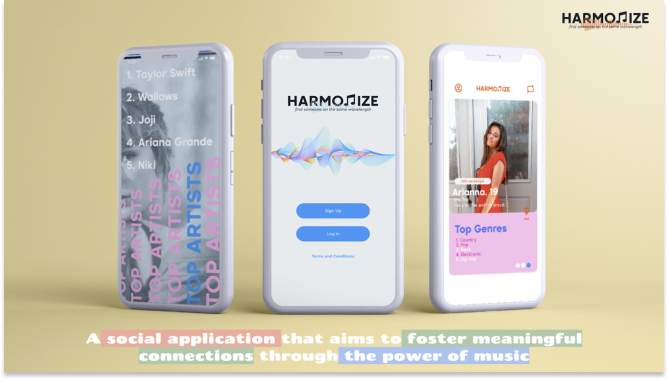 HARMONIZE
find someone on the same wavelength
1. Taylor Swift
2. Wallows
3. Joji
4. Ariana Grande
5. Niki
TOP ARTISTS
TOP ARTISTS
TOP ARTISTS
TOP ARTISTS
TOP ARTISTS
HARMONIZE
find someone on the same wavelength
Sign Up
Log In
Terms and Conditions
HARMONIZE
Arianna, 19
Top Genres
1. Country
2. Pop
3.
4. Electronic
5. Hip Hop
A social application that aims to foster meaningful
connections through the power of music